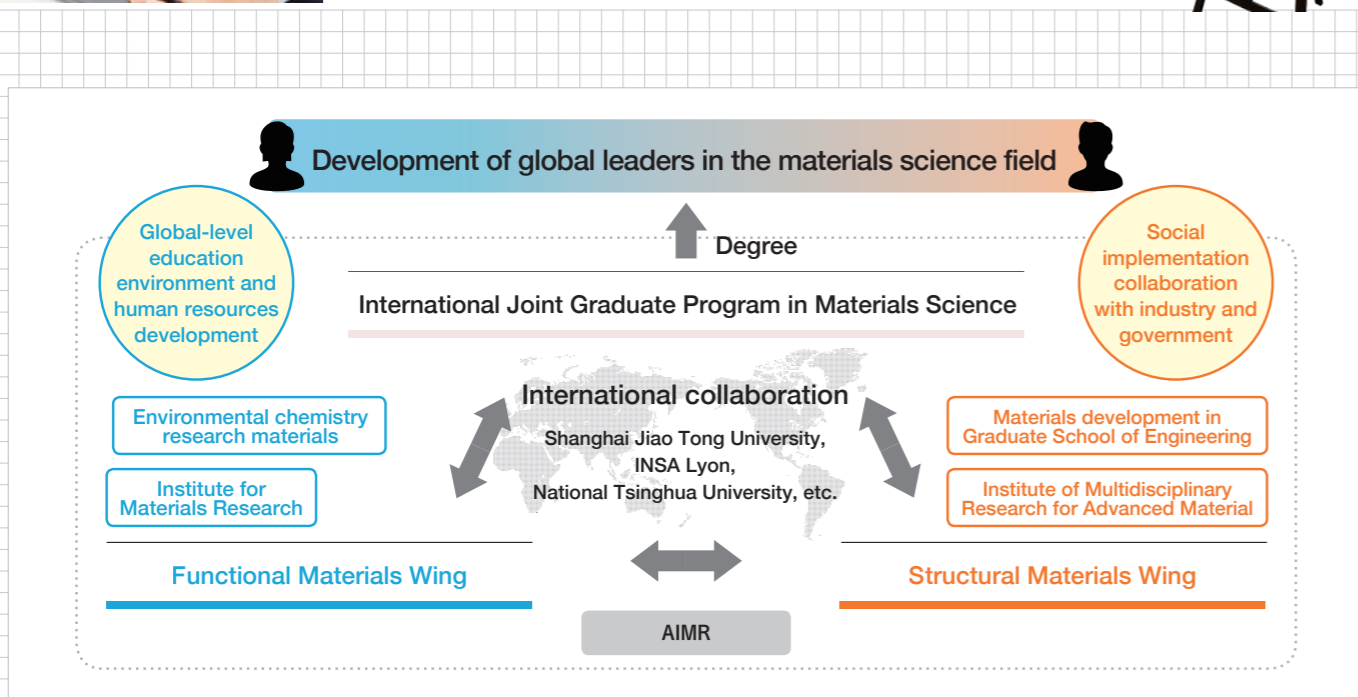 Development of global leaders in the materials science field
Global-level
education
environment and
human resources
development
Degree
Social
implementation
collaboration
with industry and
government
International Joint Graduate Program in Materials Science
International collaboration
Shanghai Jiao Tong University,
INSA Lyon,
National Tsinghua University, etc.
Environmental chemistry
research materials
Institute for
Materials Research
Materials development in
Graduate School of Engineering
Institute of Multidisciplinary
Research for Advanced Material
Functional Materials Wing
Structural Materials Wing
AIMR